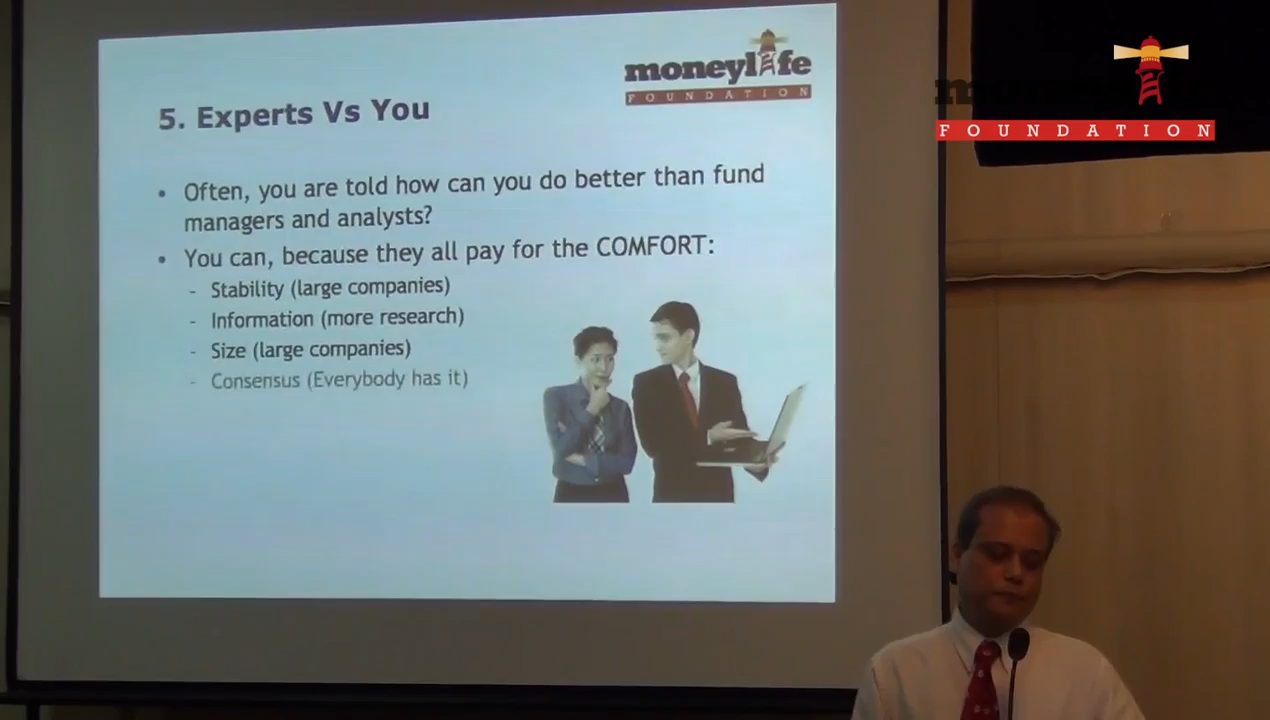 moneylife
FOUNDATION
5. Experts Vs You
• Often, you are told how can you do better than fund
managers and analysts?
• You can, because they all pay for the COMFORT:
- Stability (large companies)
- Information (more research)
- Size (large companies)
- Consensus (Everybody has it)
FOUNDATION